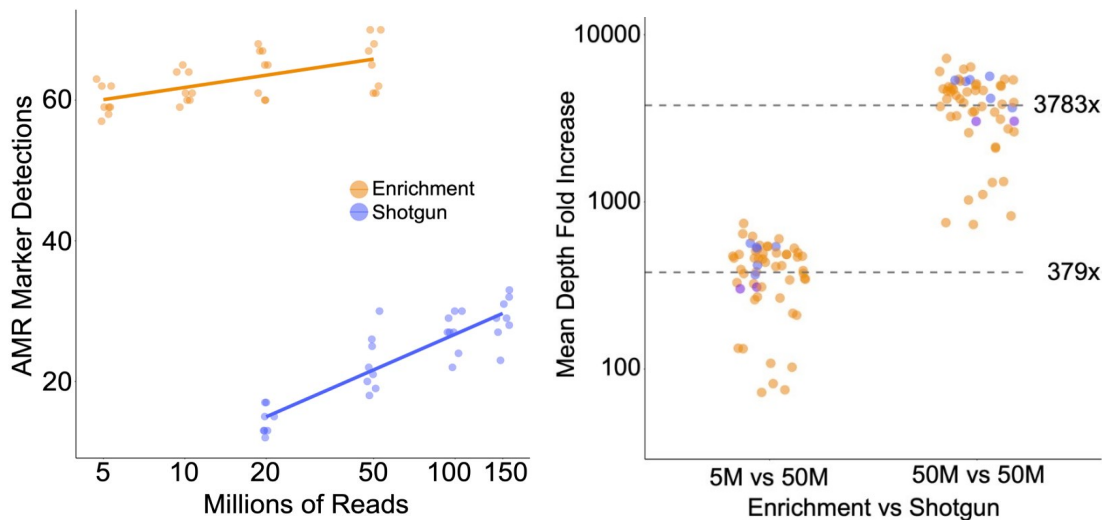 AMR Marker Detections
60
40
20
5
10
20
50
100
150
Millions of Reads
Enrichment
Shotgun
Mean Depth Fold Increase
10000
1000
100
3783x
379x
5M vs 50M
50M vs 50M
Enrichment vs Shotgun